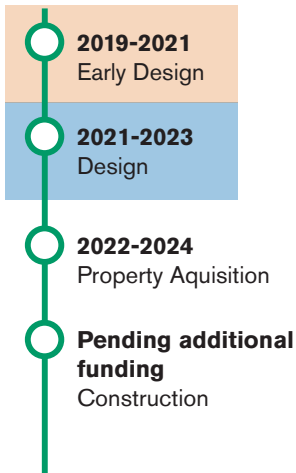 2019-2021
Early Design
2021-2023
Design
2022-2024
Property Aquisition
Pending additional
funding
Construction